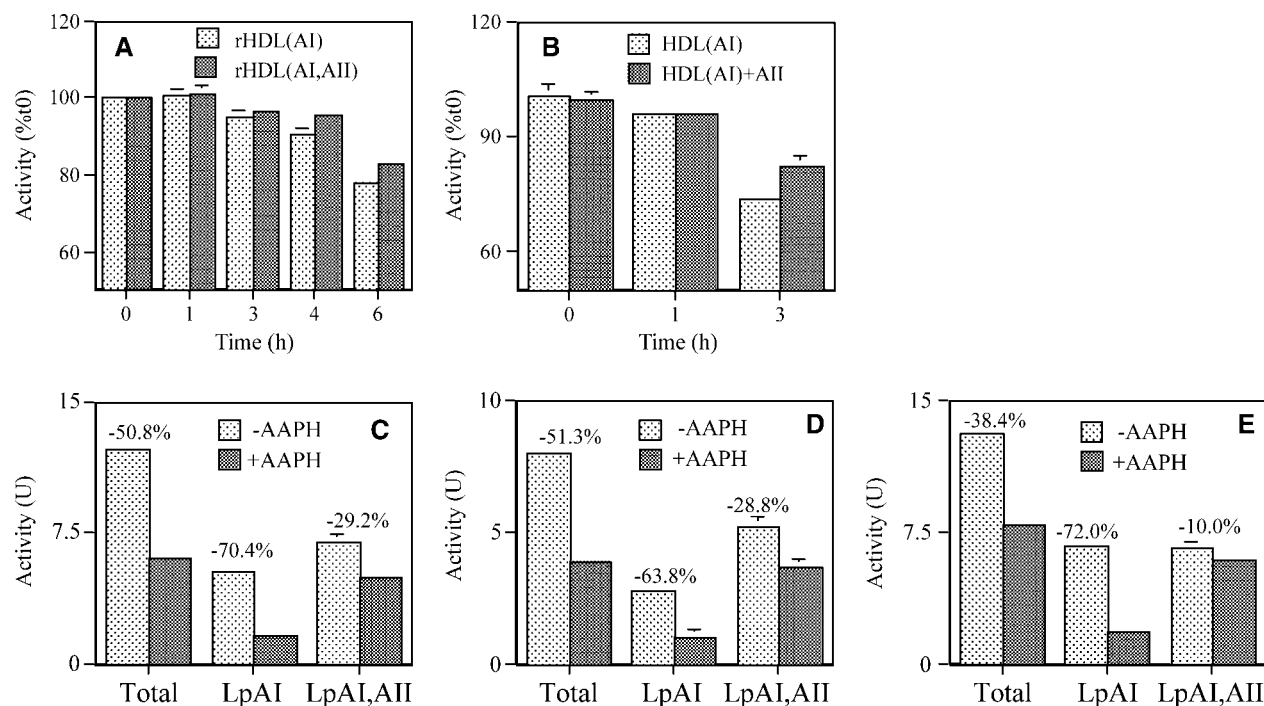 120
100
80
60
Activity (%t0)
A
rHDL(AI)
rHDL(AI,AII)
0 1 3 4 6
Time (h)
120
90
60
Activity (%t0)
B
HDL(AI)
HDL(AI)+AII
0 1 3
Time (h)
15
7.5
0
Activity (U)
C
-AAPH
+AAPH
-50.8%
-70.4%
-29.2%
Total LpAI LpAI,AII
10
5
0
Activity (U)
D
-AAPH
+AAPH
-51.3%
-63.8%
-28.8%
Total LpAI LpAI,AII
15
7.5
0
Activity (U)
E
-AAPH
+AAPH
-38.4%
-72.0%
-10.0%
Total LpAI LpAI,AII